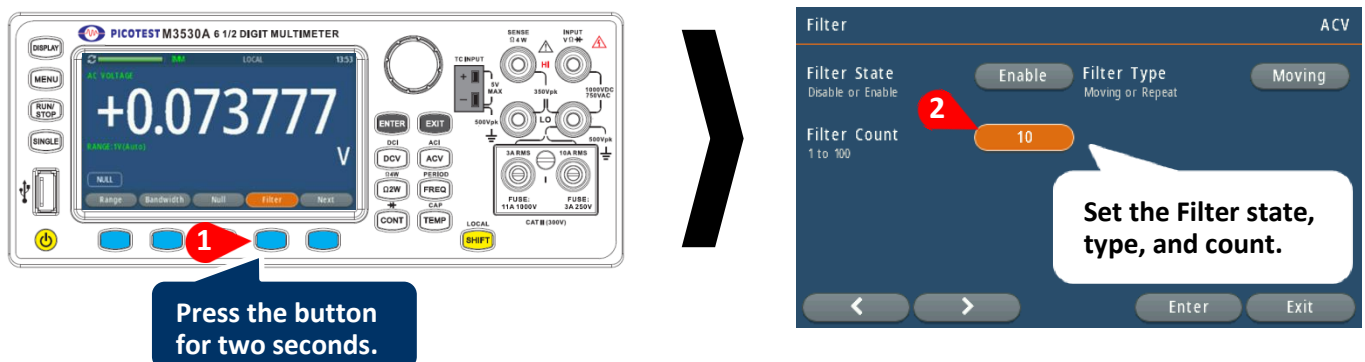 PICOTEST M3530A 6 1/2 DIGIT MULTIMETER
DISPLAY
MENU
RUN/
STOP
SINGLE
LOCAL
13:53
AC VOLTAGE
+0.073777
V
RANGE:1V(Auto)
NULL
Range
Bandwidth
Null
Filter
Next
ENTER
EXIT
DCI
ACI
DCV
ACV
Ω4W
PERIOD
Ω2W
FREQ
CAP
CONT
TEMP
LOCAL
SHIFT
TC INPUT
+
−
5V
MAX
SENSE
Ω 4 W
INPUT
V Ω
HI
350Vpk
1000VDC
750VAC
LO
500Vpk
500Vpk
3A RMS
10A RMS
I
FUSE:
11A 1000V
FUSE:
3A 250V
CAT II (300V)
1
Press the button
for two seconds.
Filter
ACV
Filter State
Disable or Enable
Enable
Filter Type
Moving or Repeat
Moving
2
Filter Count
1 to 100
10
Set the Filter state,
type, and count.
<
>
Enter
Exit